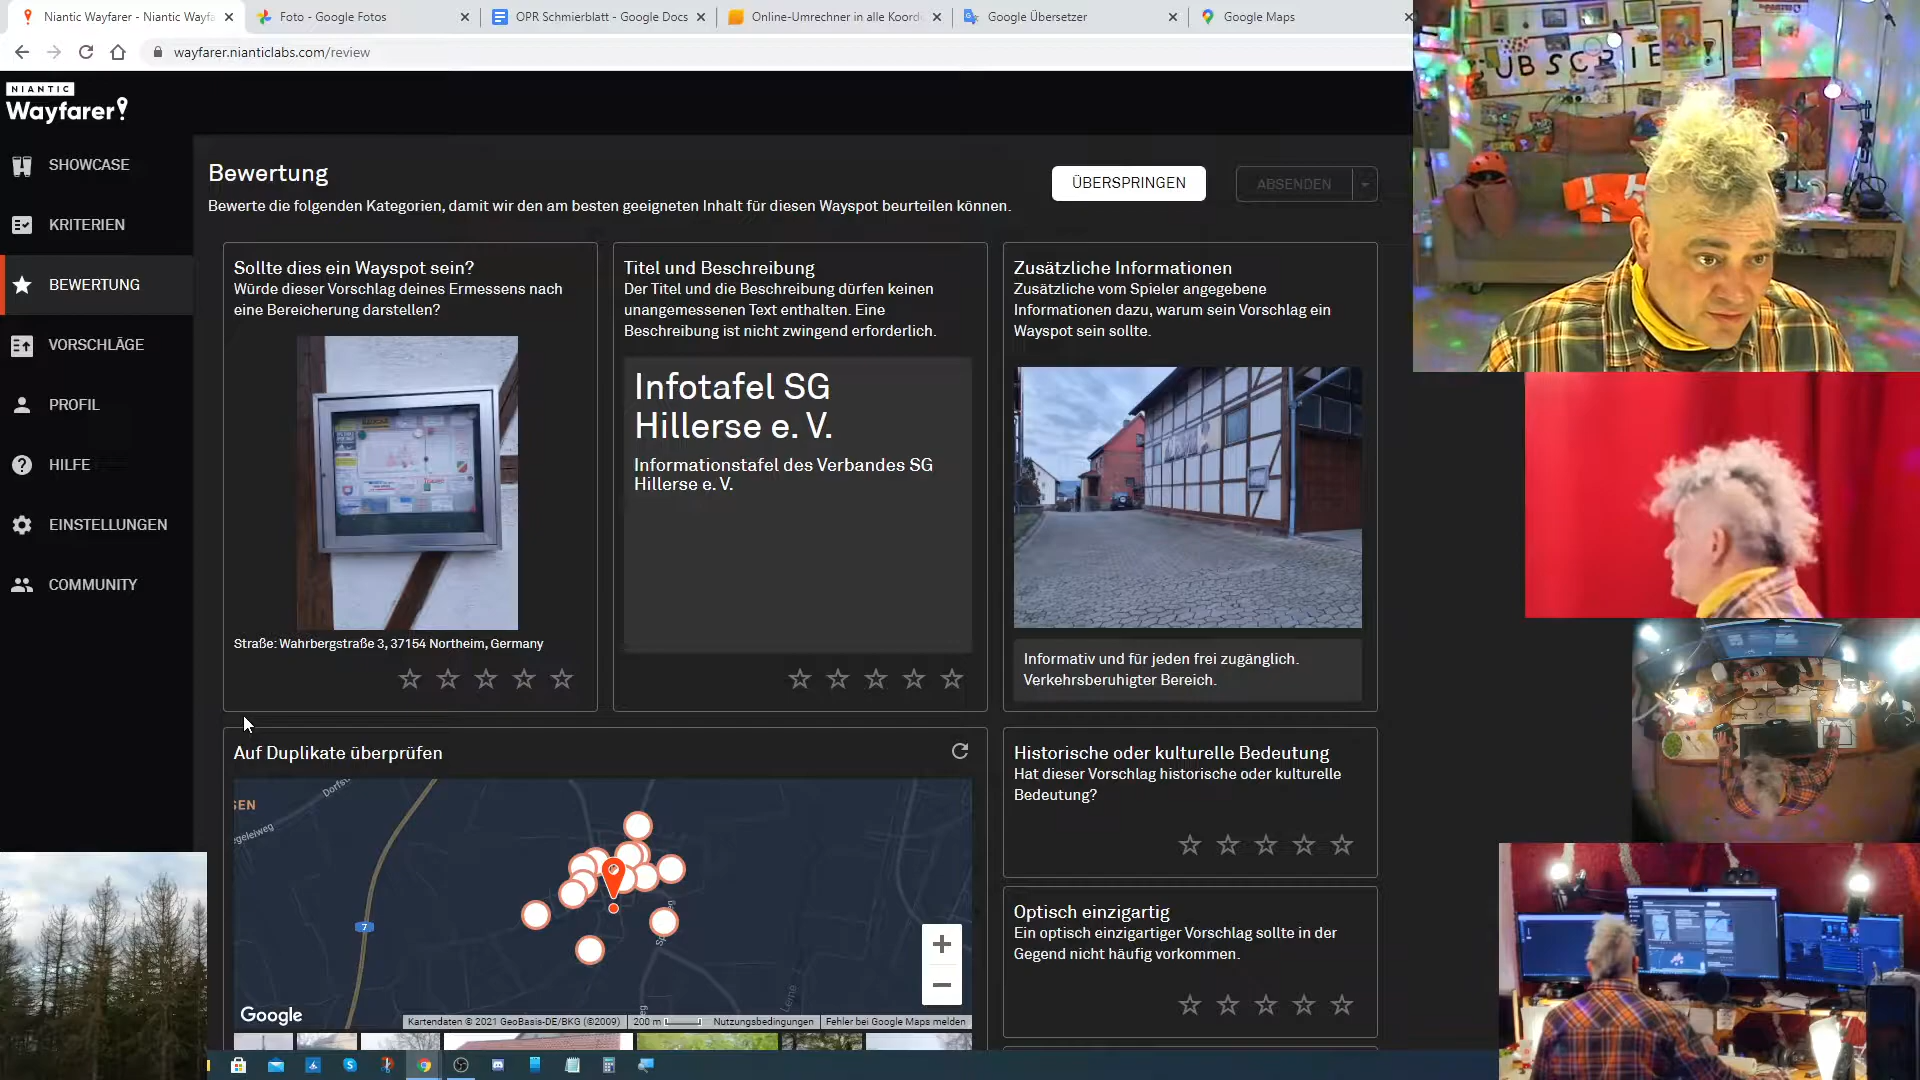 Niantic Wayfarer - Niantic Wayfa
Foto - Google Fotos
OPR Schmierblatt - Google Docs
Online-Umrechner in alle Koord
Google Übersetzer
Google Maps
wayfarer.nianticlabs.com/review
NIANTIC
Wayfarer
SHOWCASE
KRITERIEN
BEWERTUNG
VORSCHLÄGE
PROFIL
HILFE
EINSTELLUNGEN
COMMUNITY
Bewertung
Bewerte die folgenden Kategorien, damit wir den am besten geeigneten Inhalt für diesen Wayspot beurteilen können.
ÜBERSPRINGEN
ABSENDEN
Sollte dies ein Wayspot sein?
Würde dieser Vorschlag deines Ermessens nach
eine Bereicherung darstellen?
Straße: Wahrbergstraße 3, 37154 Northeim, Germany
Titel und Beschreibung
Der Titel und die Beschreibung dürfen keinen
unangemessenen Text enthalten. Eine
Beschreibung ist nicht zwingend erforderlich.
Infotafel SG
Hillerse e. V.
Informationstafel des Verbandes SG
Hillerse e. V.
Zusätzliche Informationen
Zusätzliche vom Spieler angegebene
Informationen dazu, warum sein Vorschlag ein
Wayspot sein sollte.
Informativ und für jeden frei zugänglich.
Verkehrsberuhigter Bereich.
Auf Duplikate überprüfen
SEN
7
Leine
Google
Kartendaten © 2021 GeoBasis-DE/BKG (©2009)
200 m
Nutzungsbedingungen
Fehler bei Google Maps melden
Historische oder kulturelle Bedeutung
Hat dieser Vorschlag historische oder kulturelle
Bedeutung?
Optisch einzigartig
Ein optisch einzigartiger Vorschlag sollte in der
Gegend nicht häufig vorkommen.
UBSCRIE